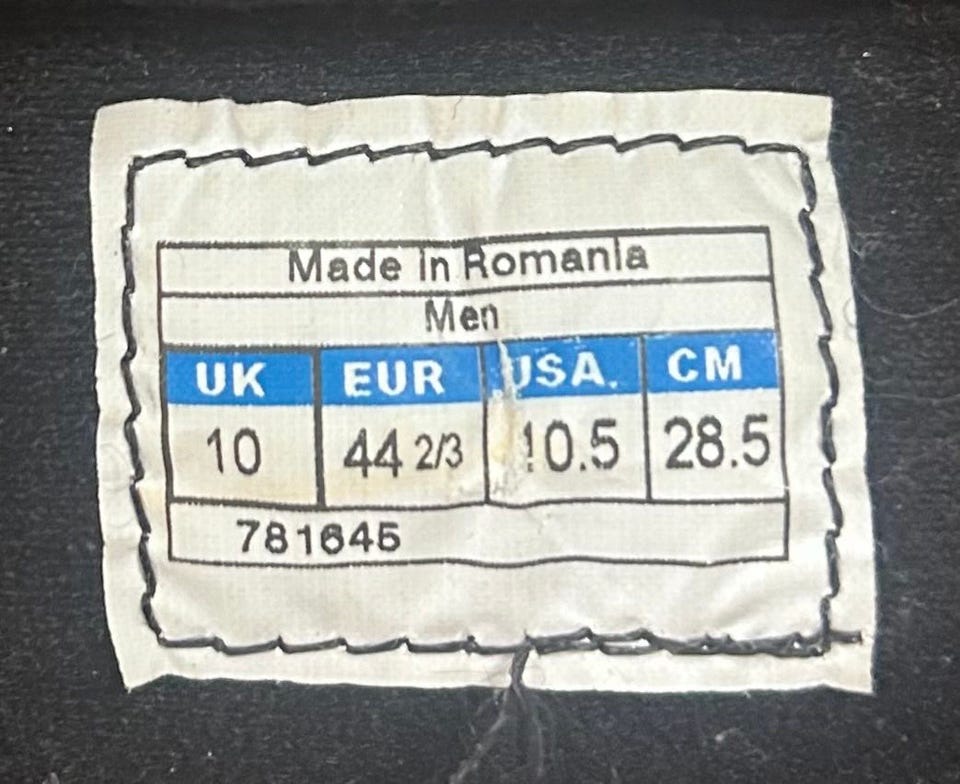 Made in Romania
Men
UK EUR USA. CM
10 44 2/3 10.5 28.5
781645